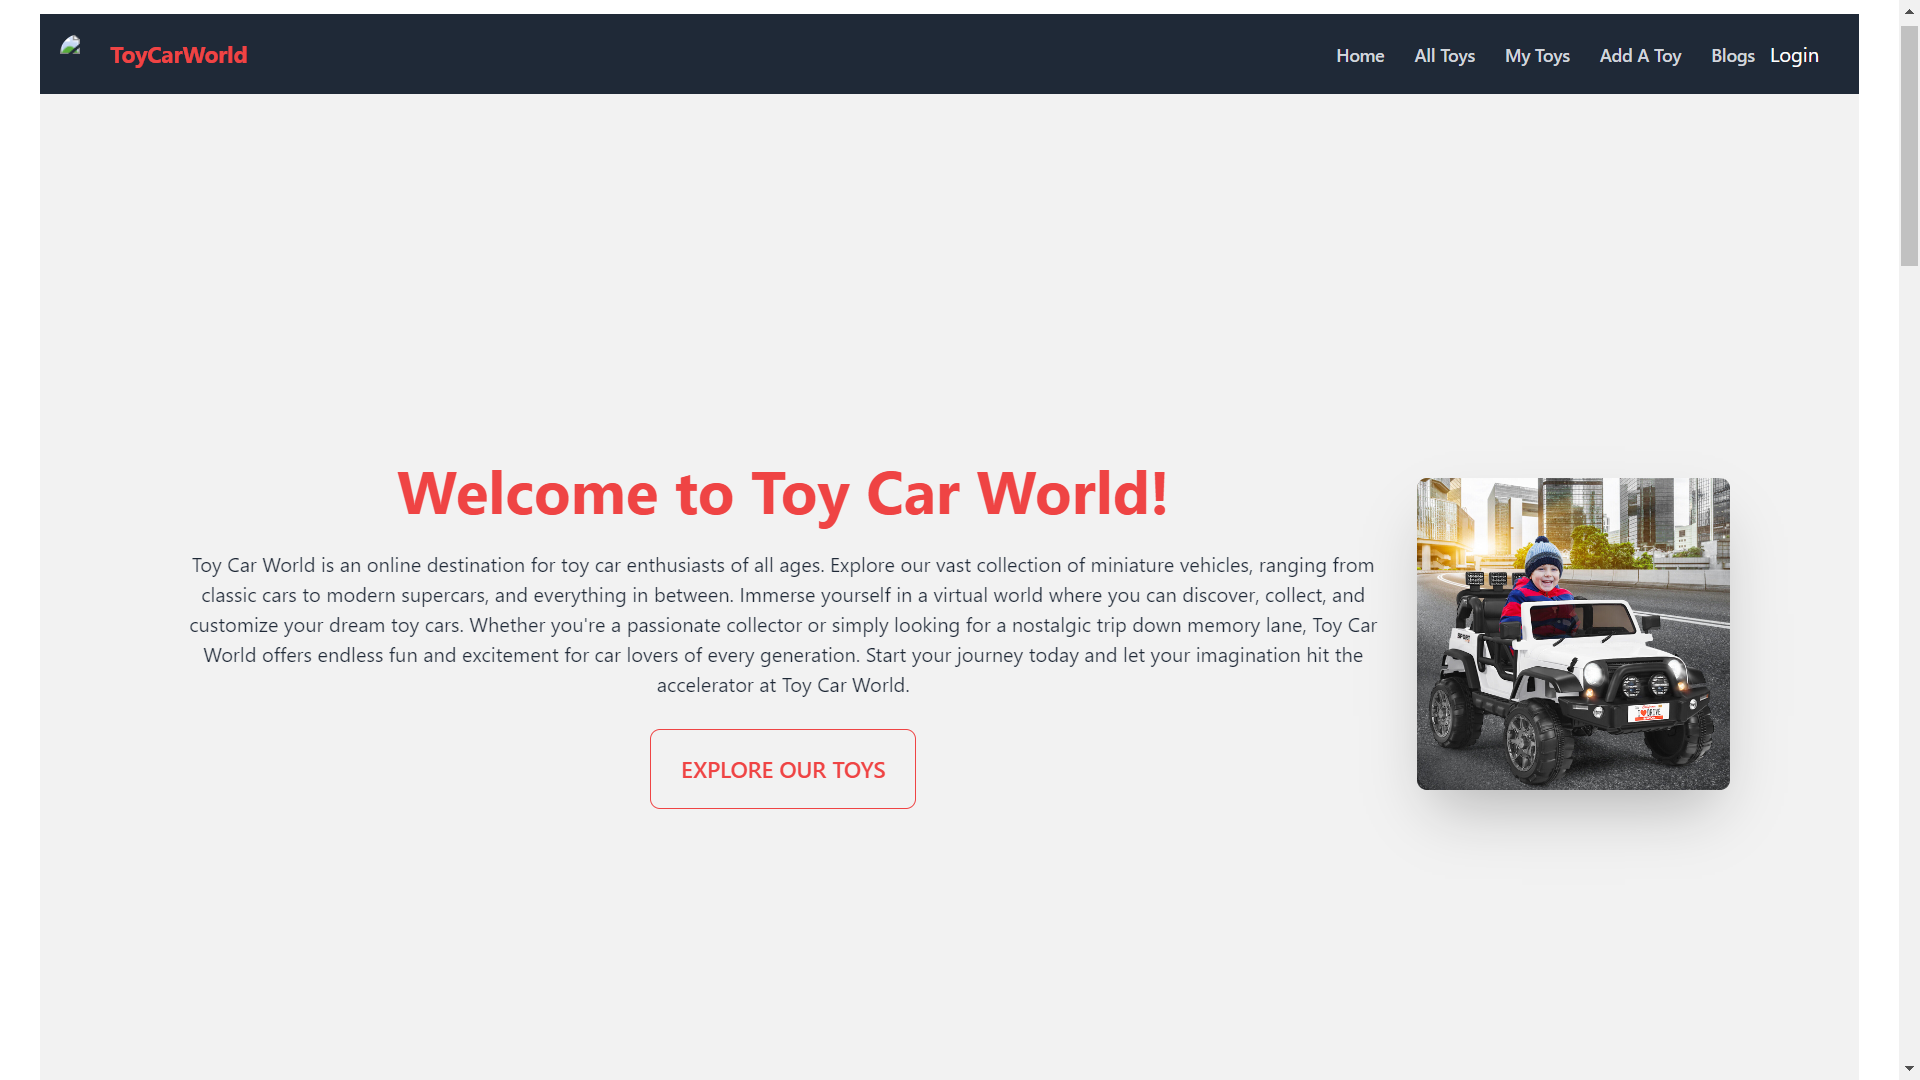 ToyCarWorld
Home All Toys My Toys Add A Toy Blogs Login
Welcome to Toy Car World!
Toy Car World is an online destination for toy car enthusiasts of all ages. Explore our vast collection of miniature vehicles, ranging from
classic cars to modern supercars, and everything in between. Immerse yourself in a virtual world where you can discover, collect, and
customize your dream toy cars. Whether you're a passionate collector or simply looking for a nostalgic trip down memory lane, Toy Car
World offers endless fun and excitement for car lovers of every generation. Start your journey today and let your imagination hit the
accelerator at Toy Car World.
EXPLORE OUR TOYS